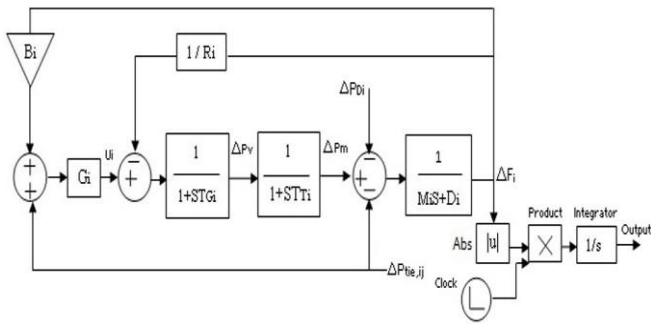 Bi
1 / Ri
ΔPDi
+
+
Gi
Ui
−
+
1
1+STGi
ΔPv
1
1+STTi
ΔPm
−
+
−
1
MiS+Di
ΔFi
ΔPtie,ij
Abs
|u|
Product
×
Integrator
1/s
Output
Clock